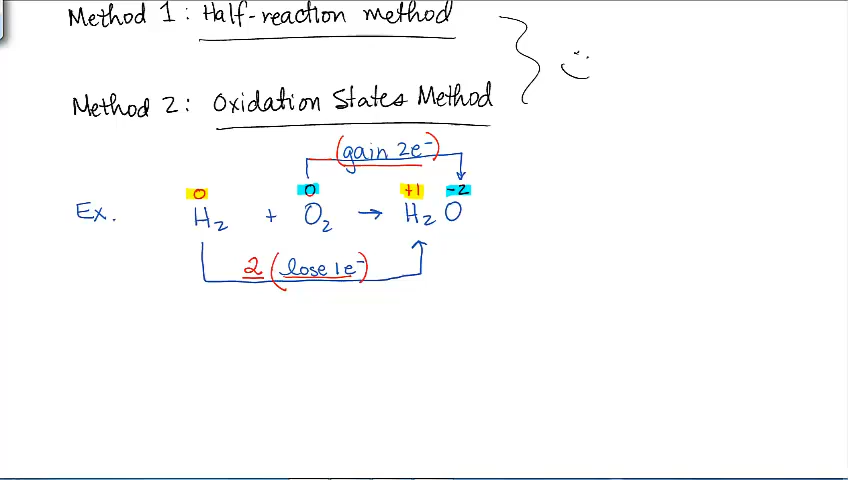 Method 1: Half-reaction method
Method 2: Oxidation States Method
(gain 2e⁻)
0 0 +1 -2
Ex. H₂ + O₂ → H₂O
2 (lose 1e⁻)